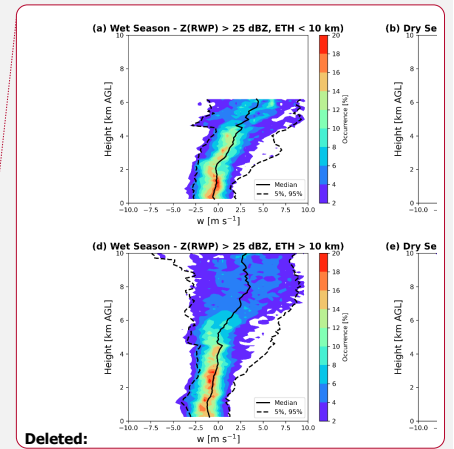 (a) Wet Season - Z(RWP) > 25 dBZ, ETH < 10 km)
(b) Dry Se
10
8
6
4
2
0
Height [km AGL]
−10.0 −7.5 −5.0 −2.5 0.0 2.5 5.0 7.5 10.0
w [m s⁻¹]
Median
5%, 95%
20
18
16
14
12
10
8
6
4
2
Occurrence [%]
10
8
6
4
2
0
Height [km AGL]
−10.0
(d) Wet Season - Z(RWP) > 25 dBZ, ETH > 10 km)
(e) Dry Se
10
8
6
4
2
0
Height [km AGL]
−10.0 −7.5 −5.0 −2.5 0.0 2.5 5.0 7.5 10.0
w [m s⁻¹]
Median
5%, 95%
20
18
16
14
12
10
8
6
4
2
Occurrence [%]
10
8
6
4
2
0
Height [km AGL]
−10.0
Deleted: